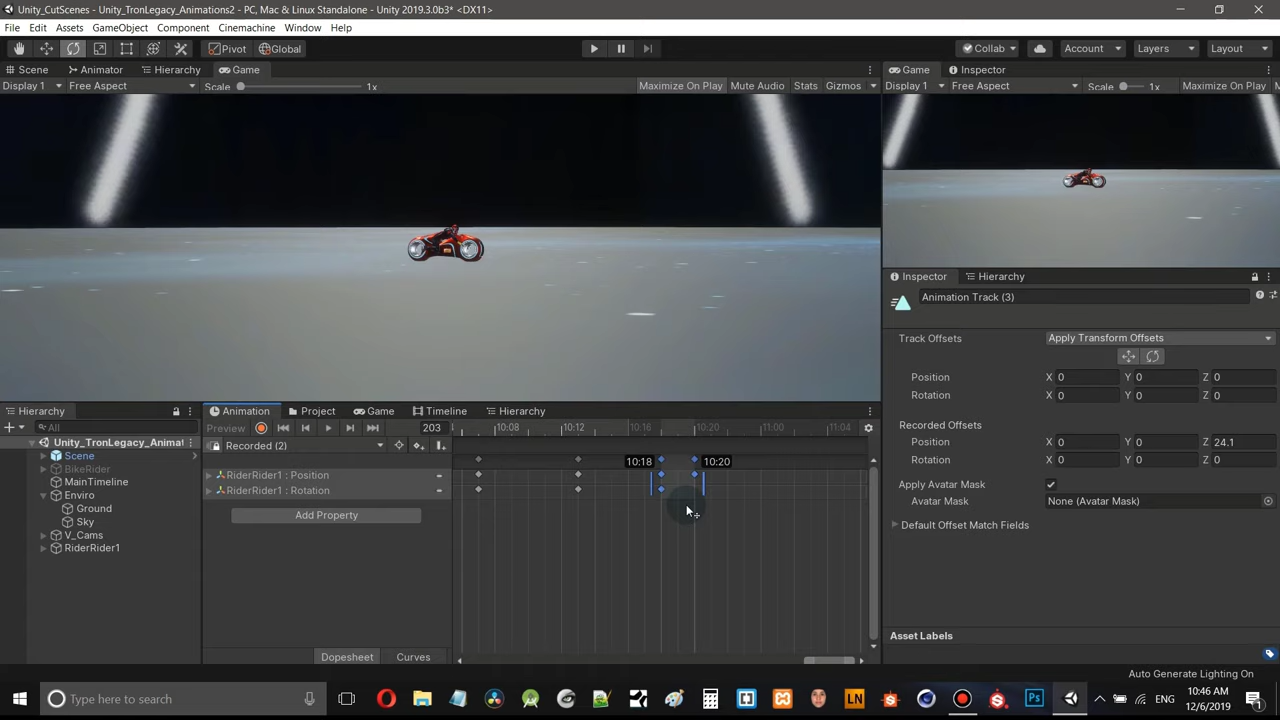 Unity_CutScenes - Unity_TronLegacy_Animations2 - PC, Mac & Linux Standalone - Unity 2019.3.0b3* <DX11>
File Edit Assets GameObject Component Cinemachine Window Help
Pivot Global Collab Account Layers Layout
Scene Animator Hierarchy Game
Display 1 Free Aspect Scale 1x Maximize On Play Mute Audio Stats Gizmos
Game Inspector
Display 1 Free Aspect Scale 1x Maximize On Play
Inspector Hierarchy
Animation Track (3)
Track Offsets Apply Transform Offsets
Position X 0 Y 0 Z 0
Rotation X 0 Y 0 Z 0
Recorded Offsets
Position X 0 Y 0 Z 24.1
Rotation X 0 Y 0 Z 0
Apply Avatar Mask
Avatar Mask None (Avatar Mask)
Default Offset Match Fields
Asset Labels
Hierarchy
All
Unity_TronLegacy_Animat
Scene
BikeRider
MainTimeline
Enviro
Ground
Sky
V_Cams
RiderRider1
Animation Project Game Timeline Hierarchy
Preview 203 10:08 10:12 10:16 10:20 11:00 11:04
Recorded (2)
10:18 10:20
RiderRider1 : Position
RiderRider1 : Rotation
Add Property
Dopesheet Curves
Auto Generate Lighting On
Type here to search
LN
Ps
ENG
10:46 AM
12/6/2019